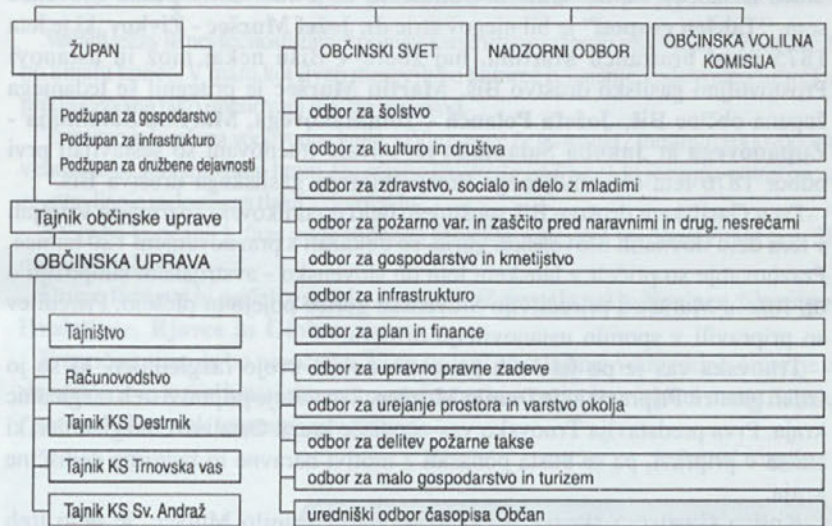 ŽUPAN
OBČINSKI SVET
NADZORNI ODBOR
OBČINSKA VOLILNA
KOMISIJA
Podžupan za gospodarstvo
Podžupan za infrastrukturo
Podžupan za družbene dejavnosti
Tajnik občinske uprave
OBČINSKA UPRAVA
Tajništvo
Računovodstvo
Tajnik KS Destrnik
Tajnik KS Trnovska vas
Tajnik KS Sv. Andraž
odbor za šolstvo
odbor za kulturo in društva
odbor za zdravstvo, socialo in delo z mladimi
odbor za požarno var. in zaščito pred naravnimi in drug. nesrečami
odbor za gospodarstvo in kmetijstvo
odbor za infrastrukturo
odbor za plan in finance
odbor za upravno pravne zadeve
odbor za urejanje prostora in varstvo okolja
odbor za delitev požarne takse
odbor za malo gospodarstvo in turizem
uredniški odbor časopisa Občan